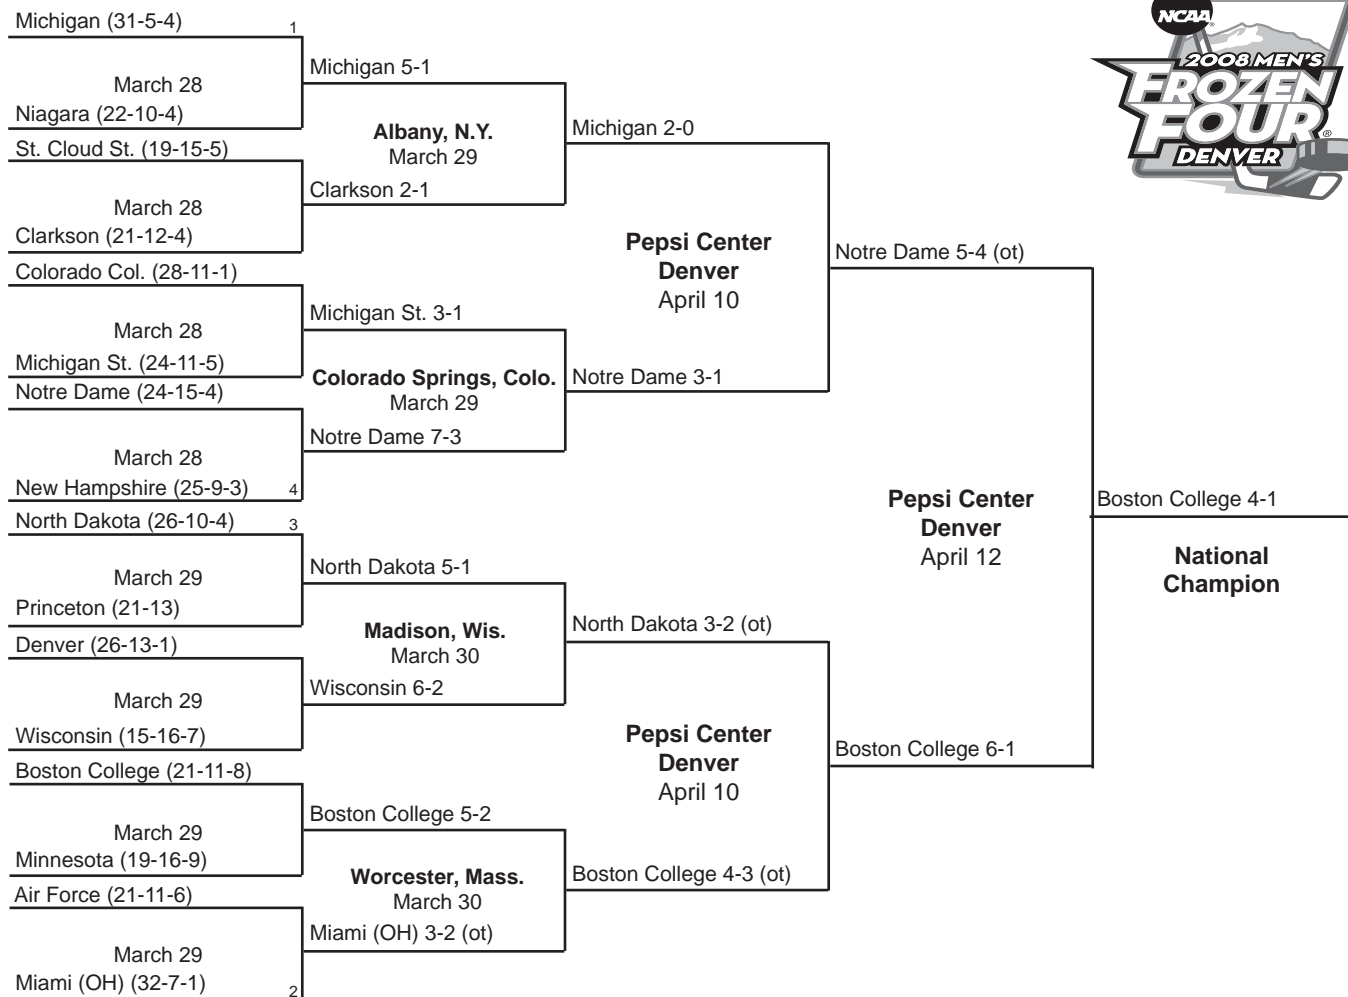 Michigan (31-5-4)
1
March 28
Niagara (22-10-4)
St. Cloud St. (19-15-5)
March 28
Clarkson (21-12-4)
Colorado Col. (28-11-1)
March 28
Michigan St. (24-11-5)
Notre Dame (24-15-4)
March 28
New Hampshire (25-9-3)
4
North Dakota (26-10-4)
3
March 29
Princeton (21-13)
Denver (26-13-1)
March 29
Wisconsin (15-16-7)
Boston College (21-11-8)
March 29
Minnesota (19-16-9)
Air Force (21-11-6)
March 29
Miami (OH) (32-7-1)
2
Michigan 5-1
Albany, N.Y.
March 29
Clarkson 2-1
Michigan St. 3-1
Colorado Springs, Colo.
March 29
Notre Dame 7-3
North Dakota 5-1
Madison, Wis.
March 30
Wisconsin 6-2
Boston College 5-2
Worcester, Mass.
March 30
Miami (OH) 3-2 (ot)
Michigan 2-0
Pepsi Center
Denver
April 10
Notre Dame 3-1
North Dakota 3-2 (ot)
Pepsi Center
Denver
April 10
Boston College 4-3 (ot)
Notre Dame 5-4 (ot)
Pepsi Center
Denver
April 12
Boston College 6-1
Boston College 4-1
National
Champion
NCAA
2008 MEN'S
FROZEN
FOUR®
DENVER